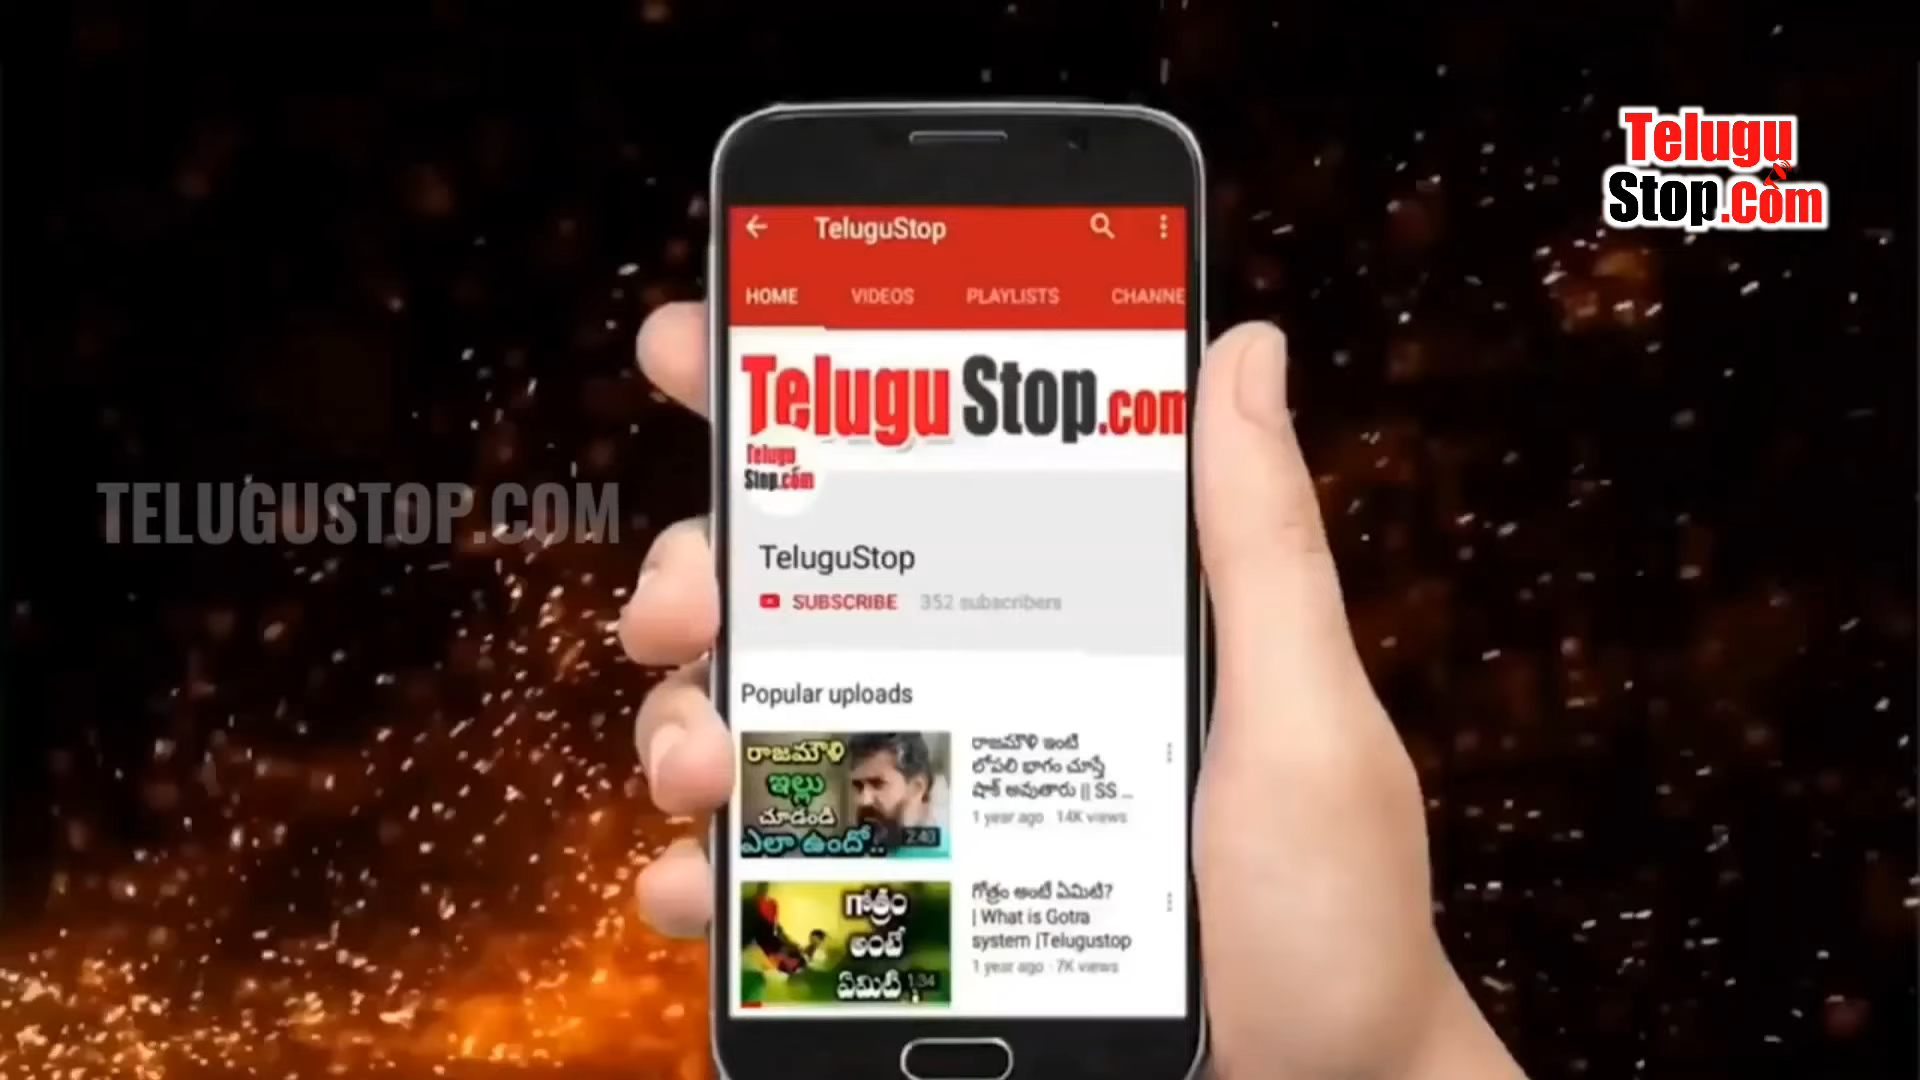 Telugu
Stop.Com
TeluguStop
HOME VIDEOS PLAYLISTS CHANNE
Telugu Stop.com
Telugu
Stop.com
TELUGUSTOP.COM
TeluguStop
SUBSCRIBE 352 subscribers
Popular uploads
రాజమౌళి
ఇల్లు
చూడండి
ఎలా ఉందో..
2:40
రాజమౌళి ఇంటి
లోపలి భాగం చూస్తే
షాక్ అవుతారు || SS ...
1 year ago · 14K views
గోత్రం
అంటే
ఏమిటి
1:34
గోత్రం అంటే ఏమిటి?
| What is Gotra
system |Telugustop
1 year ago · 7K views